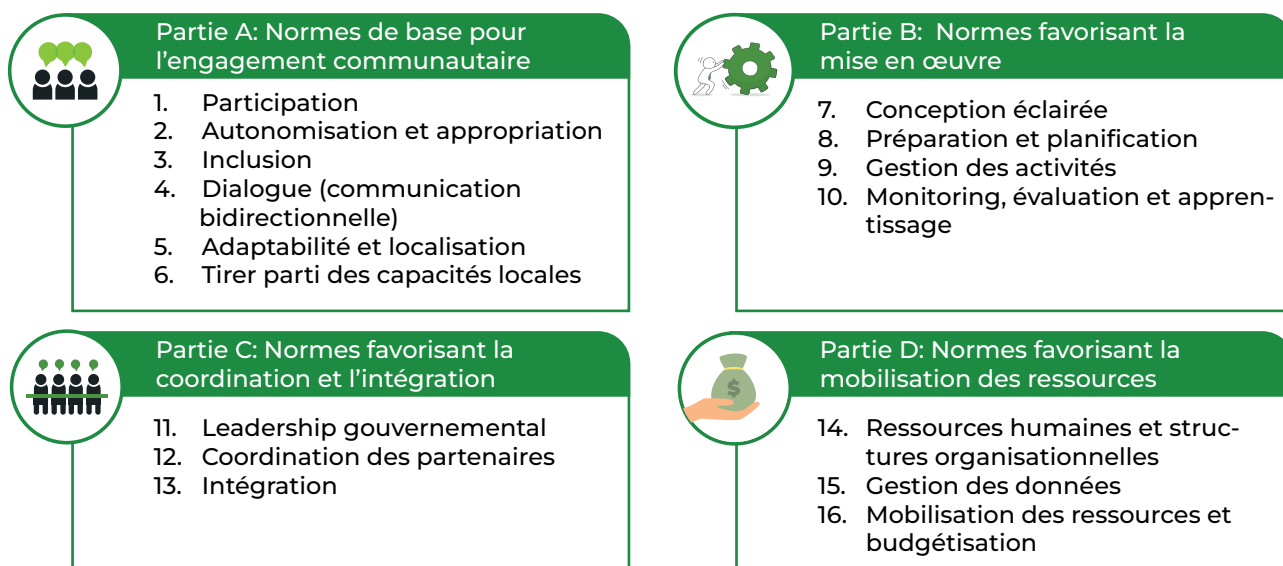 Partie A: Normes de base pour
l’engagement communautaire
1. Participation
2. Autonomisation et appropriation
3. Inclusion
4. Dialogue (communication
bidirectionnelle)
5. Adaptabilité et localisation
6. Tirer parti des capacités locales
Partie B: Normes favorisant la
mise en œuvre
7. Conception éclairée
8. Préparation et planification
9. Gestion des activités
10. Monitoring, évaluation et appren-
tissage
Partie C: Normes favorisant la
coordination et l’intégration
11. Leadership gouvernemental
12. Coordination des partenaires
13. Intégration
Partie D: Normes favorisant la
mobilisation des ressources
$
14. Ressources humaines et struc-
tures organisationnelles
15. Gestion des données
16. Mobilisation des ressources et
budgétisation